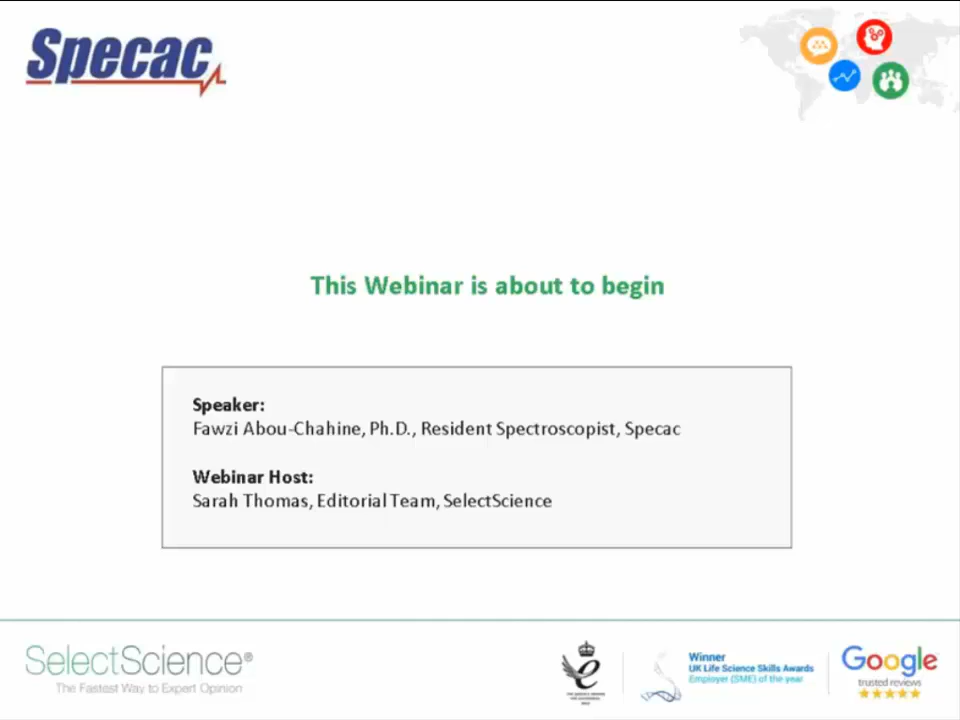 Specac
This Webinar is about to begin
Speaker:
Fawzi Abou-Chahine, Ph.D., Resident Spectroscopist, Specac
Webinar Host:
Sarah Thomas, Editorial Team, SelectScience
SelectScience®
The Fastest Way to Expert Opinion
Winner
UK Life Science Skills Awards
Employer (SME) of the year
Google
trusted reviews